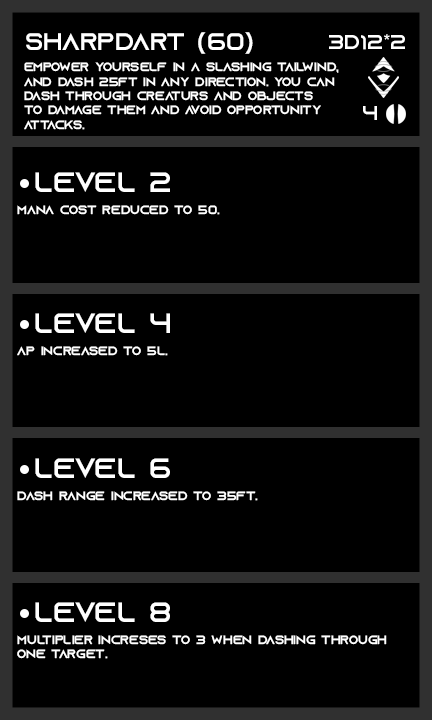 SHARPDART (60)
3D12*2
EMPOWER YOURSELF IN A SLASHING TAILWIND,
AND DASH 25FT IN ANY DIRECTION, YOU CAN
DASH THROUGH CREATURS AND OBJECTS
TO DAMAGE THEM AND AVOID OPPORTUNITY
ATTACKS.
4
•LEVEL 2
MANA COST REDUCED TO 50.
•LEVEL 4
AP INCREASED TO 5L.
•LEVEL 6
DASH RANGE INCREASED TO 35FT.
•LEVEL 8
MULTIPLIER INCRESES TO 3 WHEN DASHING THROUGH
ONE TARGET.